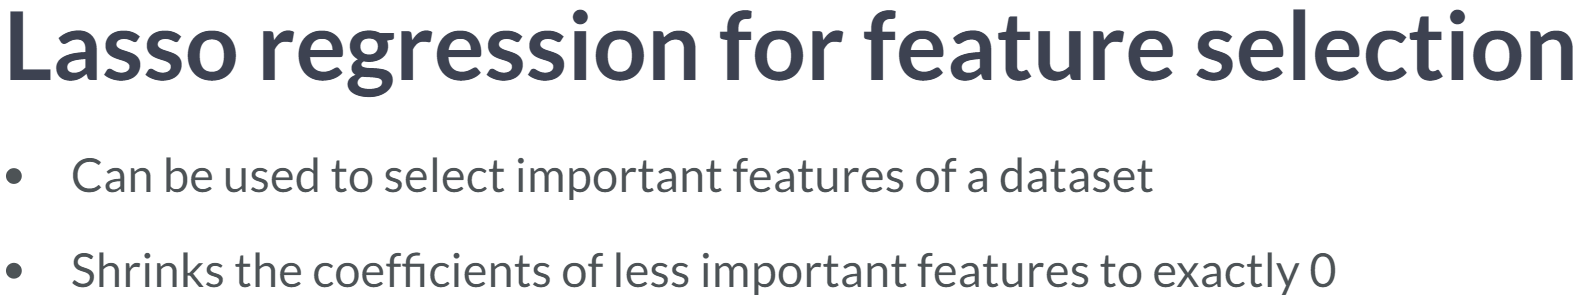 Lasso regression for feature selection
• Can be used to select important features of a dataset
• Shrinks the coefficients of less important features to exactly 0